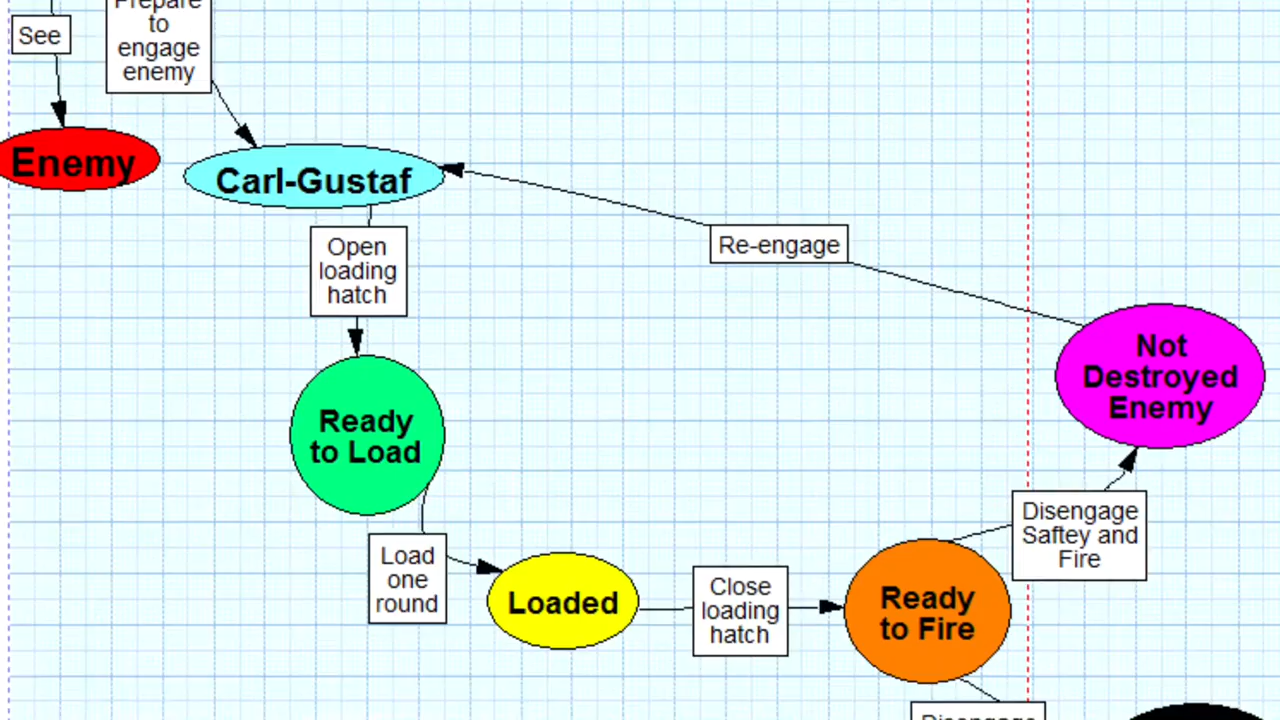 See
Prepare
to
engage
enemy
Enemy
Carl-Gustaf
Open
loading
hatch
Re-engage
Not
Destroyed
Enemy
Ready
to Load
Disengage
Saftey and
Fire
Load
one
round
Loaded
Close
loading
hatch
Ready
to Fire
Disengage